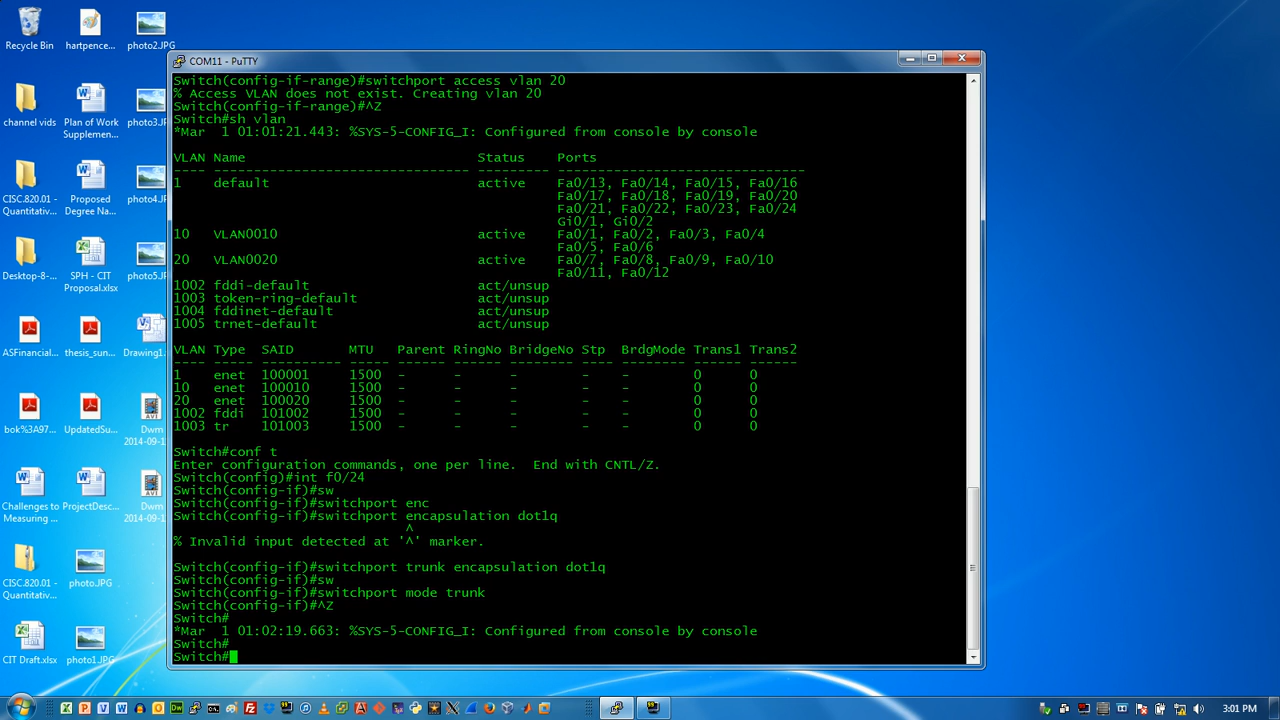 Recycle Bin
hartpence...
photo2.JPG
channel vids
Plan of Work Supplemen...
photo3.JP
CISC.820.01 - Quantitativ...
Proposed Degree Na...
photo4.JP
Desktop-8-...
SPH - CIT Proposal.xlsx
photo5.JP
ASFinancial...
thesis_sun...
Drawing1.
bok%3A97...
UpdatedSu...
Dwm 2014-09-1
Challenges to Measuring ...
ProjectDesc...
Dwm 2014-09-1
CISC.820.01 - Quantitativ...
photo.JPG
CIT Draft.xlsx
photo1.JPG
COM11 - PuTTY
Switch(config-if-range)#switchport access vlan 20
% Access VLAN does not exist. Creating vlan 20
Switch(config-if-range)#^Z
Switch#sh vlan
*Mar  1 01:01:21.443: %SYS-5-CONFIG_I: Configured from console by console
VLAN Name                             Status    Ports
---- -------------------------------- --------- -------------------------------
1    default                          active    Fa0/13, Fa0/14, Fa0/15, Fa0/16
Fa0/17, Fa0/18, Fa0/19, Fa0/20
Fa0/21, Fa0/22, Fa0/23, Fa0/24
Gi0/1, Gi0/2
10   VLAN0010                         active    Fa0/1, Fa0/2, Fa0/3, Fa0/4
Fa0/5, Fa0/6
20   VLAN0020                         active    Fa0/7, Fa0/8, Fa0/9, Fa0/10
Fa0/11, Fa0/12
1002 fddi-default                     act/unsup
1003 token-ring-default               act/unsup
1004 fddinet-default                  act/unsup
1005 trnet-default                    act/unsup
VLAN Type  SAID       MTU   Parent RingNo BridgeNo Stp  BrdgMode Trans1 Trans2
---- ----- ---------- ----- ------ ------ -------- ---- -------- ------ ------
1    enet  100001     1500  -      -      -        -    -        0      0
10   enet  100010     1500  -      -      -        -    -        0      0
20   enet  100020     1500  -      -      -        -    -        0      0
1002 fddi  101002     1500  -      -      -        -    -        0      0
1003 tr    101003     1500  -      -      -        -    -        0      0
Switch#conf t
Enter configuration commands, one per line.  End with CNTL/Z.
Switch(config)#int f0/24
Switch(config-if)#sw
Switch(config-if)#switchport enc
Switch(config-if)#switchport encapsulation dot1q
^
% Invalid input detected at '^' marker.
Switch(config-if)#switchport trunk encapsulation dot1q
Switch(config-if)#sw
Switch(config-if)#switchport mode trunk
Switch(config-if)#^Z
Switch#
*Mar  1 01:02:19.663: %SYS-5-CONFIG_I: Configured from console by console
Switch#
Switch#
3:01 PM